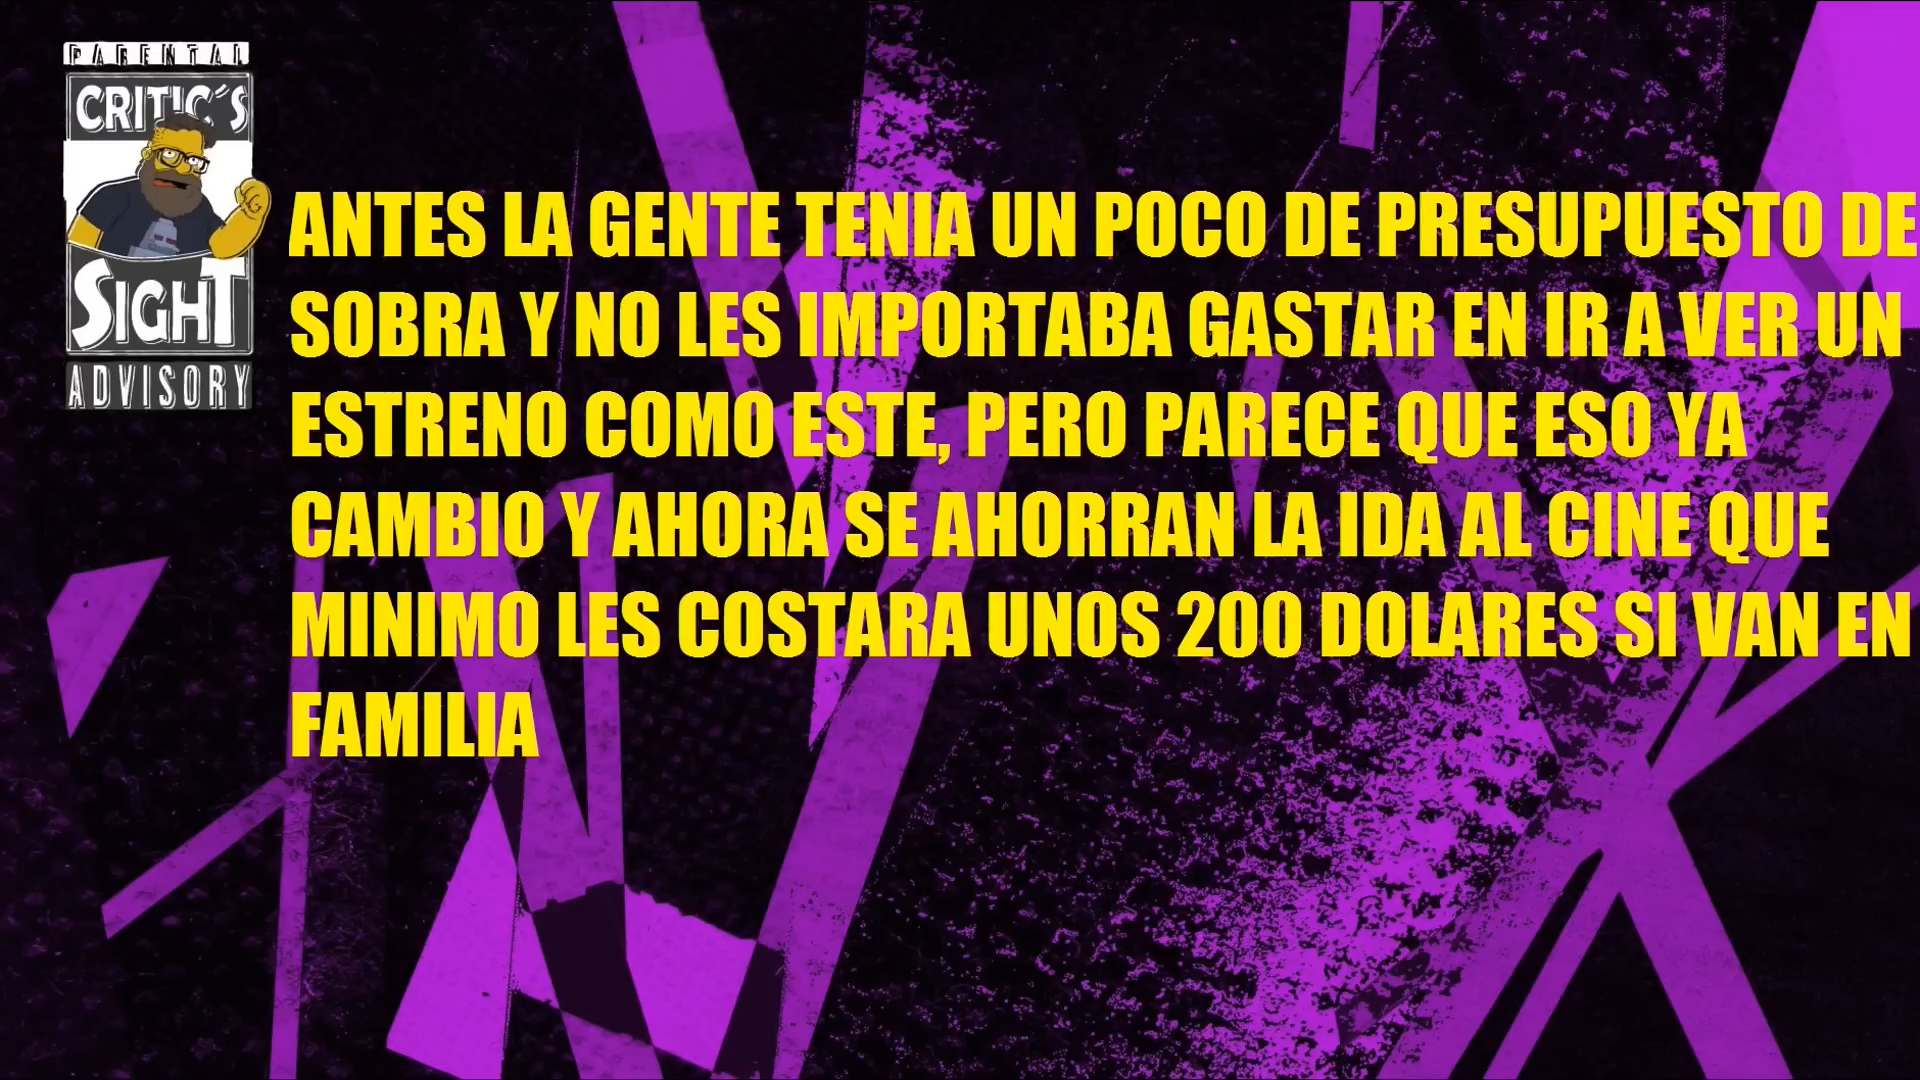 PARENTAL
CRITIC´S
SIGHT
ADVISORY
ANTES LA GENTE TENIA UN POCO DE PRESUPUESTO DE
SOBRA Y NO LES IMPORTABA GASTAR EN IR A VER UN
ESTRENO COMO ESTE, PERO PARECE QUE ESO YA
CAMBIO Y AHORA SE AHORRAN LA IDA AL CINE QUE
MINIMO LES COSTARA UNOS 200 DOLARES SI VAN EN
FAMILIA